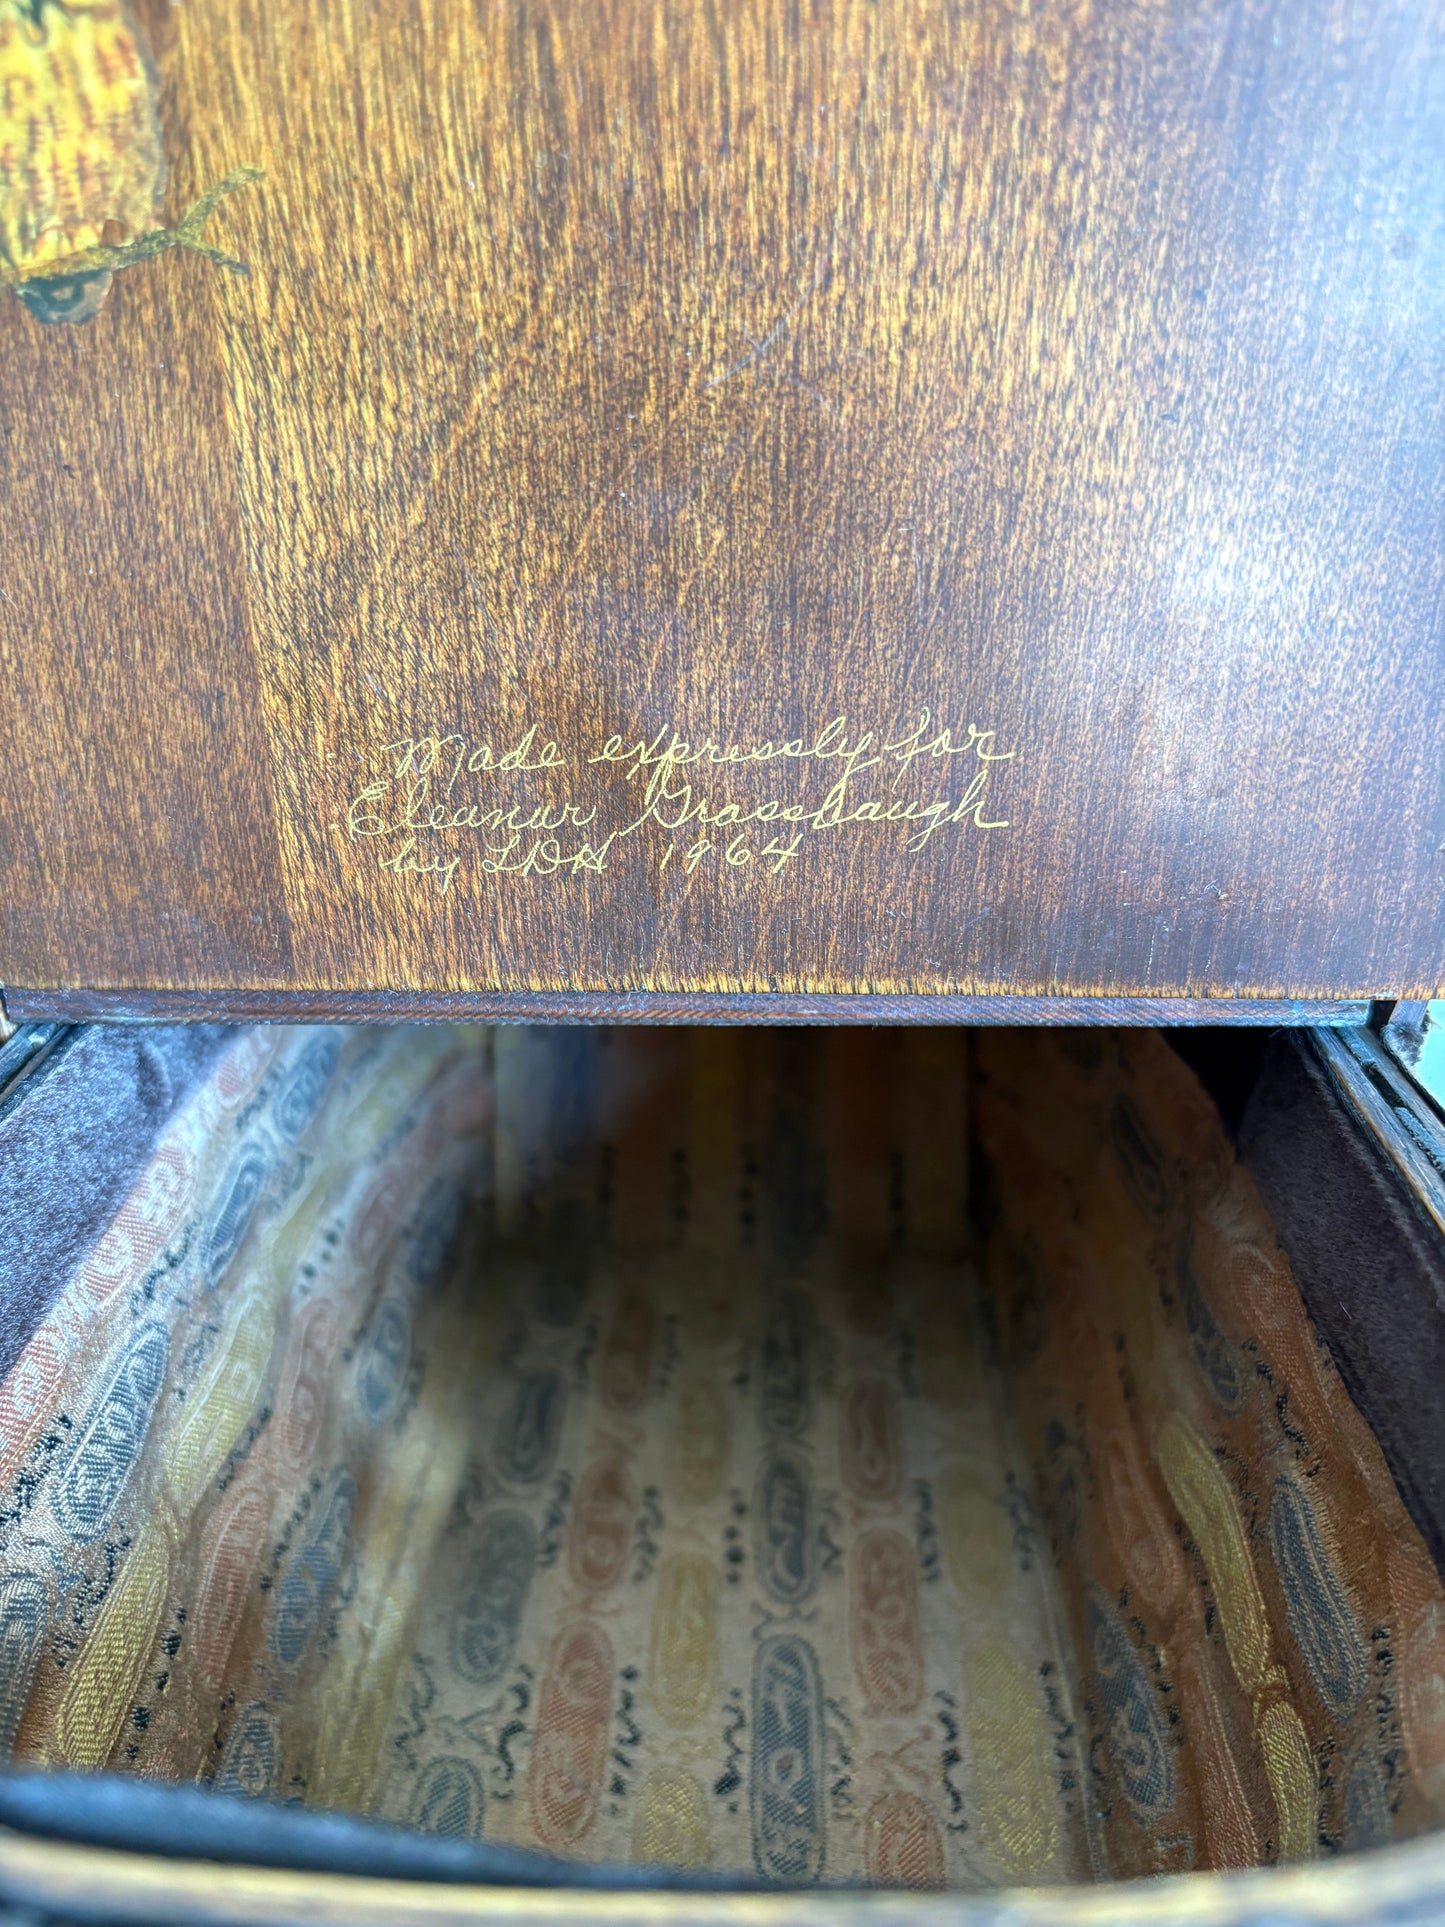 Made expressly for
Eleanor Grassbaugh
by LDH 1964